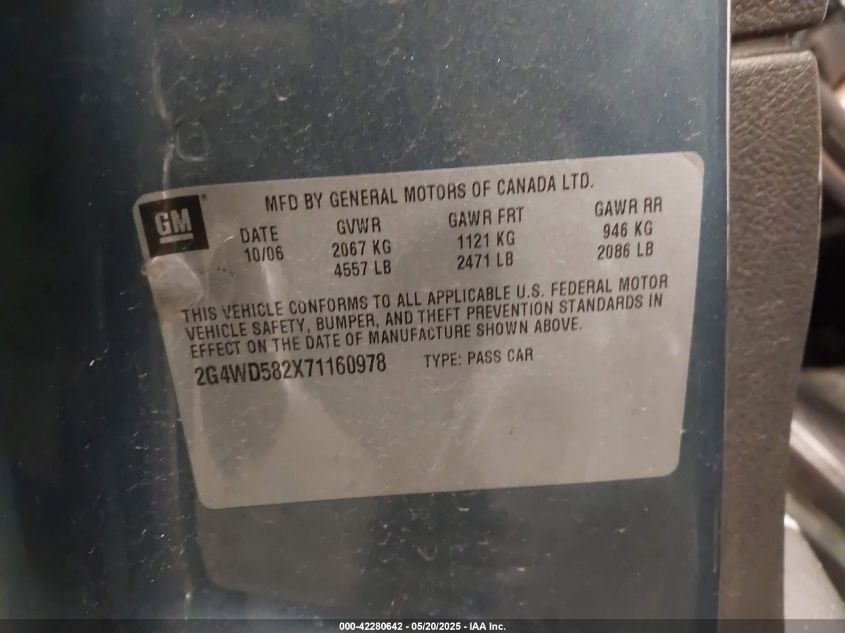 GM
MFD BY GENERAL MOTORS OF CANADA LTD.
DATE GVWR GAWR FRT GAWR RR
10/06 2067 KG 1121 KG 946 KG
4557 LB 2471 LB 2086 LB
THIS VEHICLE CONFORMS TO ALL APPLICABLE U.S. FEDERAL MOTOR
VEHICLE SAFETY, BUMPER, AND THEFT PREVENTION STANDARDS IN
EFFECT ON THE DATE OF MANUFACTURE SHOWN ABOVE.
2G4WD582X71160978 TYPE: PASS CAR
000-42280642 - 05/20/2025 - IAA Inc.